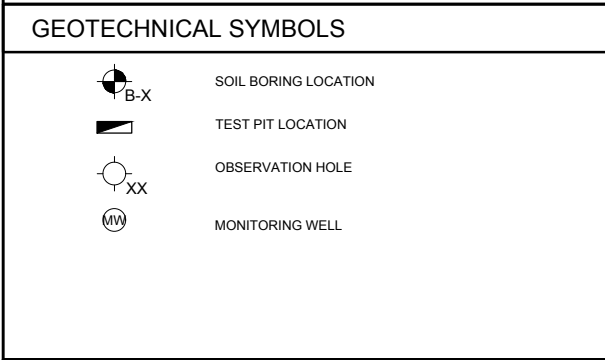 GEOTECHNICAL SYMBOLS
B-X SOIL BORING LOCATION
TEST PIT LOCATION
XX OBSERVATION HOLE
MW MONITORING WELL